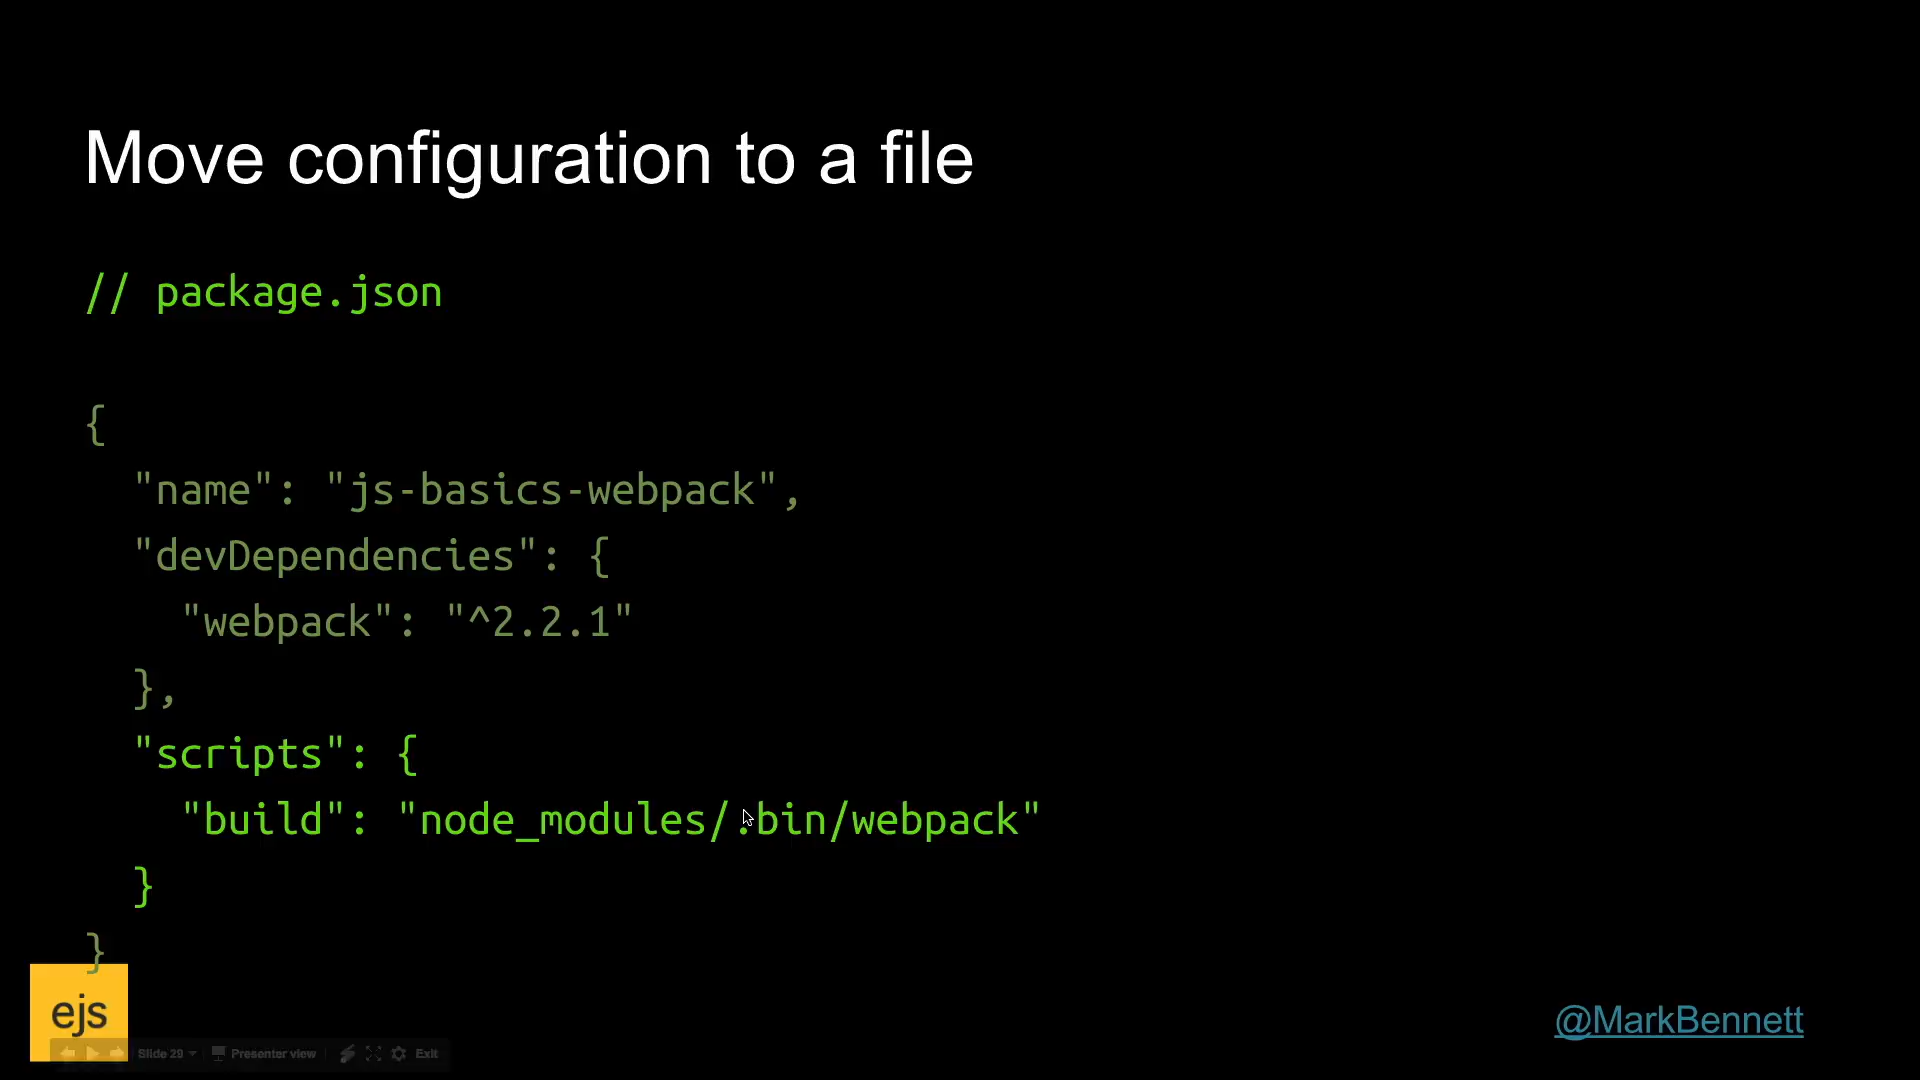 Move configuration to a file
// package.json
{
"name": "js-basics-webpack",
"devDependencies": {
"webpack": "^2.2.1"
},
"scripts": {
"build": "node_modules/.bin/webpack"
}
}
ejs
@MarkBennett
Slide 29
Presenter view
Exit